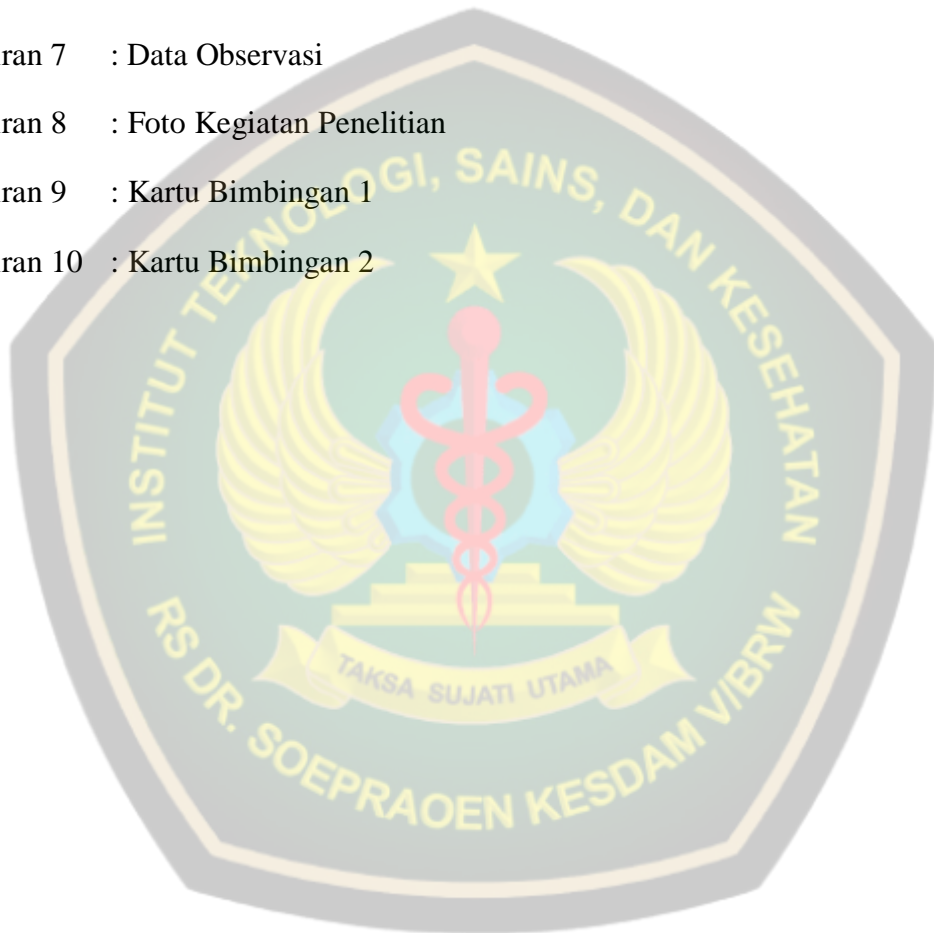 ran 7 : Data Observasi
ran 8 : Foto Kegiatan Penelitian
ran 9 : Kartu Bimbingan 1
ran 10 : Kartu Bimbingan 2
INSTITUT TEKNOLOGI, SAINS, DAN KESEHATAN
TAKSA SUJATI UTAMA
RS DR. SOEPRAOEN KESDAM V/BRW